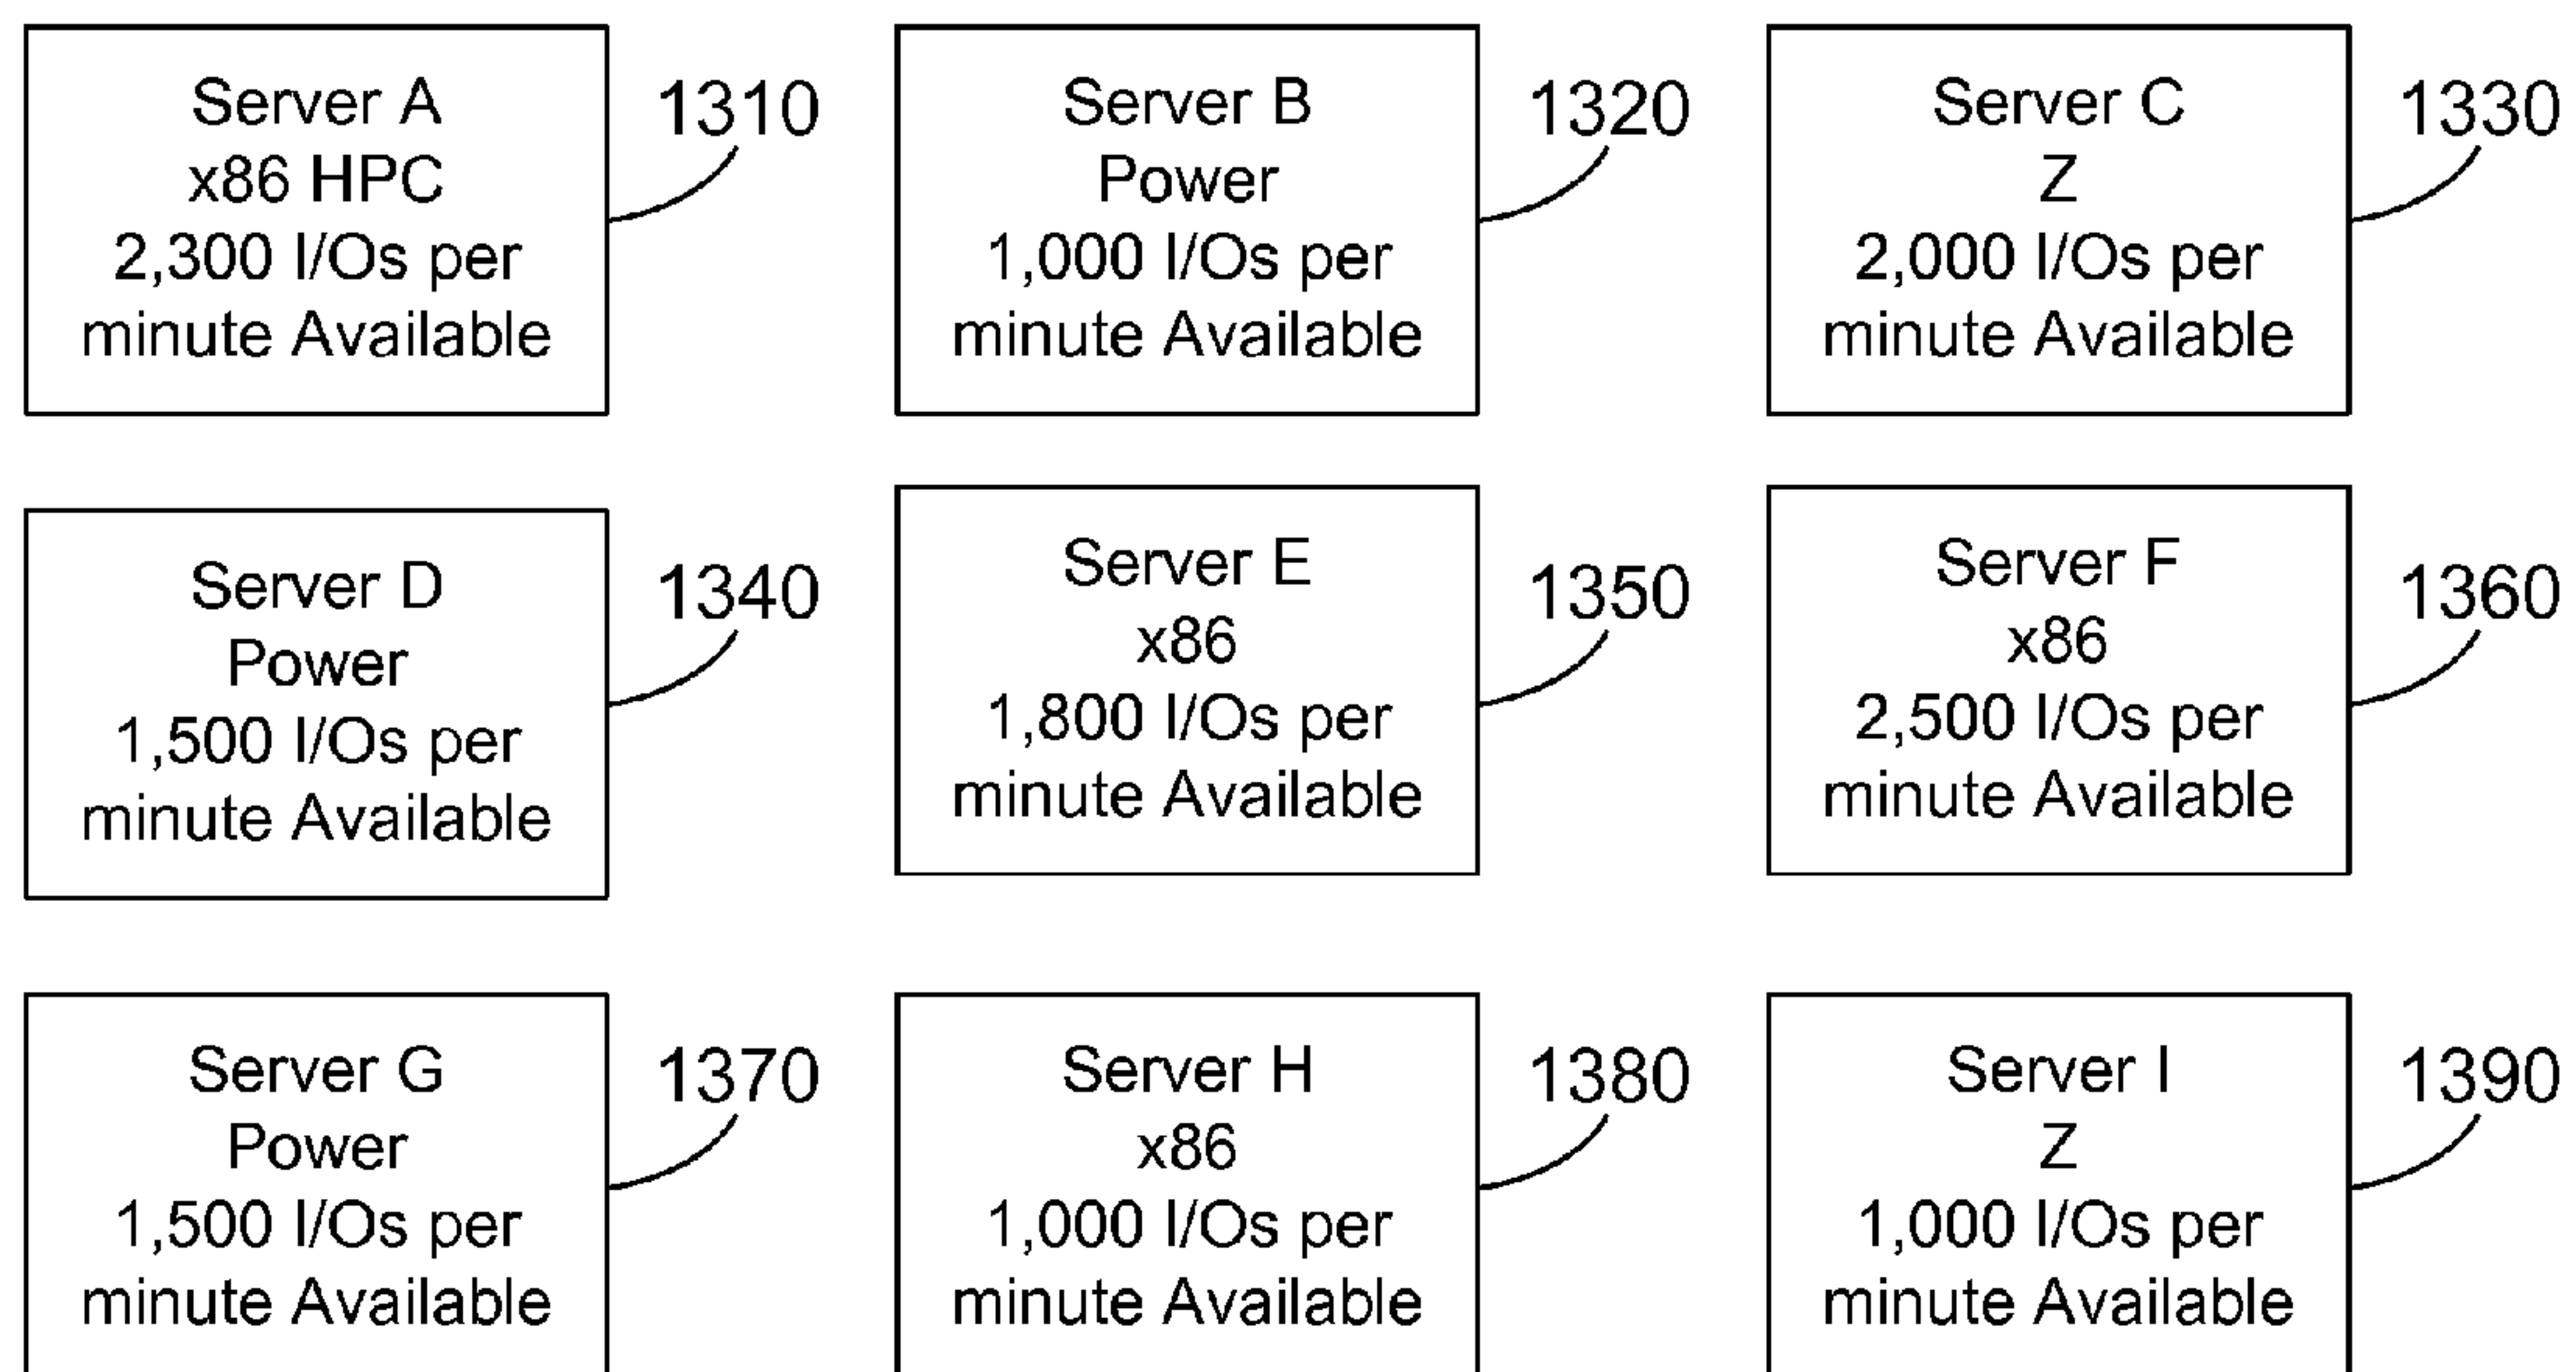 Server A
x86 HPC
2,300 I/Os per
minute Available
1310
Server B
Power
1,000 I/Os per
minute Available
1320
Server C
Z
2,000 I/Os per
minute Available
1330
Server D
Power
1,500 I/Os per
minute Available
1340
Server E
x86
1,800 I/Os per
minute Available
1350
Server F
x86
2,500 I/Os per
minute Available
1360
Server G
Power
1,500 I/Os per
minute Available
1370
Server H
x86
1,000 I/Os per
minute Available
1380
Server I
Z
1,000 I/Os per
minute Available
1390